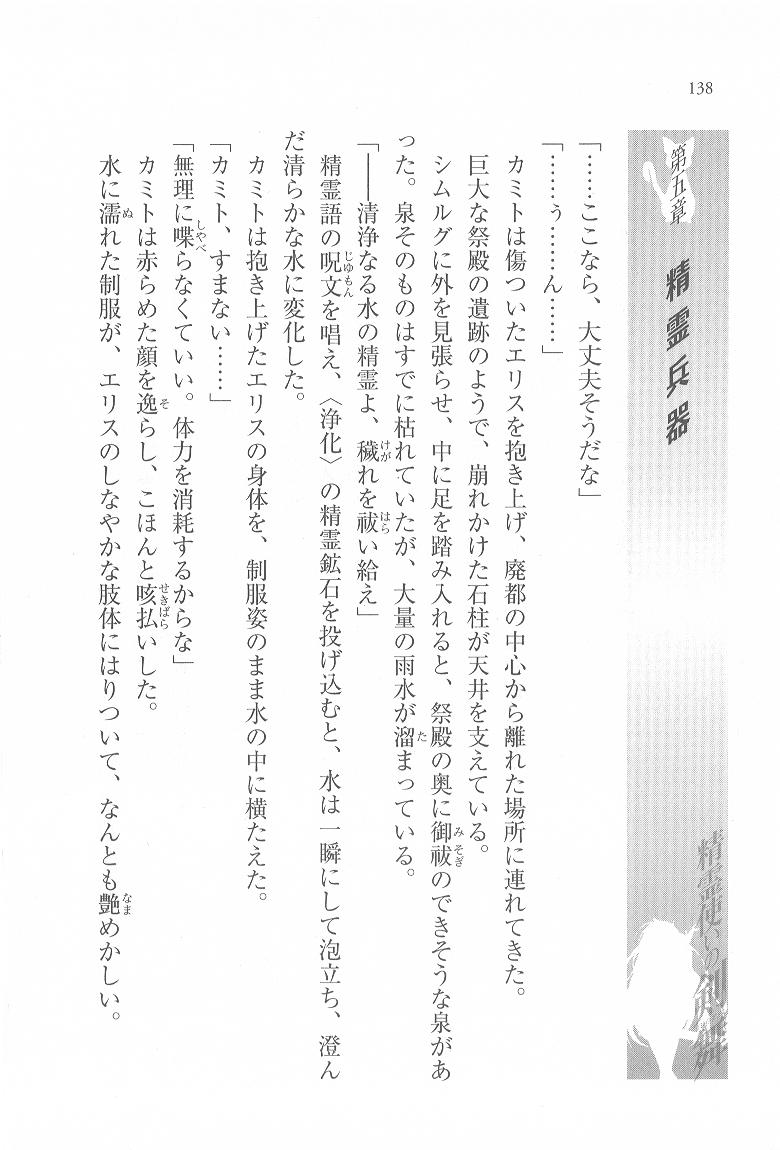 138
第五章 精霊兵器
精霊使いの剣舞
「……ここなら、大丈夫そうだな」
「……ぅ……ん……」
カミトは傷ついたエリスを抱き上げ、廃都の中心から離れた場所に連れてきた。
巨大な祭殿の遺跡のようで、崩れかけた石柱が天井を支えている。
シムルグに外を見張らせ、中に足を踏み入れると、祭殿の奥に御祓のできそうな泉があ
った。泉そのものはすでに枯れていたが、大量の雨水が溜まっている。
「――清浄なる水の精霊よ、穢れを祓い給え」
精霊語の呪文を唱え、〈浄化〉の精霊鉱石を投げ込むと、水は一瞬にして泡立ち、澄ん
だ清らかな水に変化した。
カミトは抱き上げたエリスの身体を、制服姿のまま水の中に横たえた。
「カミト、すまない……」
「無理に喋らなくていい。体力を消耗するからな」
カミトは赤らめた顔を逸らし、こほんと咳払いした。
水に濡れた制服が、エリスのしなやかな肢体にはりついて、なんとも艶めかしい。